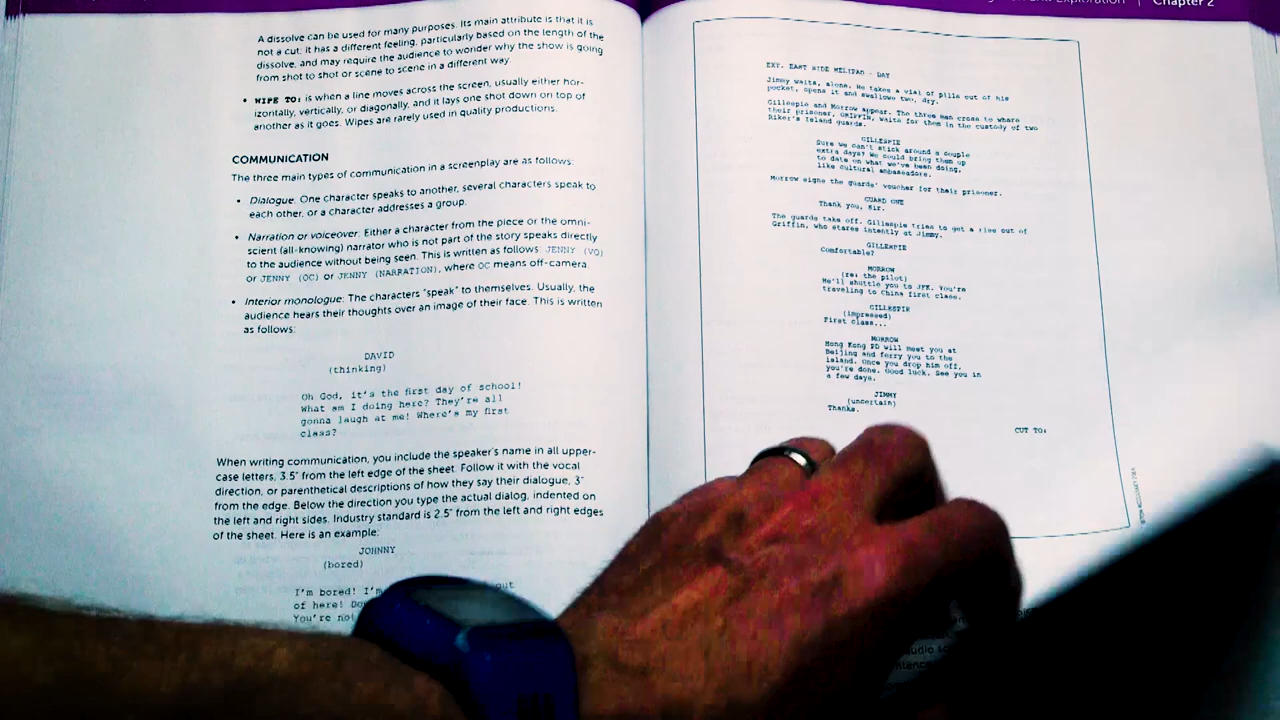 A dissolve can be used for many purposes. Its main attribute is that it is
not a cut. It has a different feeling, particularly based on the length of the
dissolve, and may require the audience to wonder why the show is going
from shot to shot or scene to scene in a different way.
• WIPE TO: is when a line moves across the screen, usually either hor-
izontally, vertically, or diagonally, and it lays one shot down on top of
another as it goes. Wipes are rarely used in quality productions.
COMMUNICATION
The three main types of communication in a screenplay are as follows:
• Dialogue: One character speaks to another, several characters speak to
each other, or a character addresses a group.
• Narration or voiceover: Either a character from the piece or the omni-
scient (all-knowing) narrator who is not part of the story speaks directly
to the audience without being seen. This is written as follows: JENNY (VO)
or JENNY (OC) or JENNY (NARRATION), where OC means off-camera.
• Interior monologue: The characters "speak" to themselves. Usually, the
audience hears their thoughts over an image of their face. This is written
as follows:
DAVID
(thinking)
Oh God, it's the first day of school!
What am I doing here? They're all
gonna laugh at me! Where's my first
class?
When writing communication, you include the speaker's name in all upper-
case letters, 3.5" from the left edge of the sheet. Follow it with the vocal
direction, or parenthetical descriptions of how they say their dialogue, 3"
from the edge. Below the direction you type the actual dialog, indented on
the left and right sides. Industry standard is 2.5" from the left and right edges
of the sheet. Here is an example:
JOHNNY
(bored)
I'm bored! I'm out
of here!
You're no
Exploration | Chapter 2
EXT. EAST SIDE HELIPAD - DAY
Jimmy waits, alone. He takes a vial of pills out of his
pocket, opens it and swallows two, dry.
Gillespie and Morrow appear. The three men cross to where
their prisoner, GRIFFIN, waits for them in the custody of two
Riker's Island guards.
GILLESPIE
Sure we can't stick around a couple
extra days? We could bring them up
to date on what we've been doing,
like cultural ambassadors.
Morrow signs the guards' voucher for their prisoner.
GUARD ONE
Thank you, Sir.
The guards take off. Gillespie tries to get a rise out of
Griffin, who stares intently at Jimmy.
GILLESPIE
Comfortable?
MORROW
(re: the pilot)
He'll shuttle you to JFK. You're
traveling to China first class.
GILLESPIE
(impressed)
First class...
MORROW
Hong Kong PD will meet you at
Beijing and ferry you to the
island. Once you drop him off,
you're done. Good luck. See you in
a few days.
JIMMY
(uncertain)
Thanks.
CUT TO: